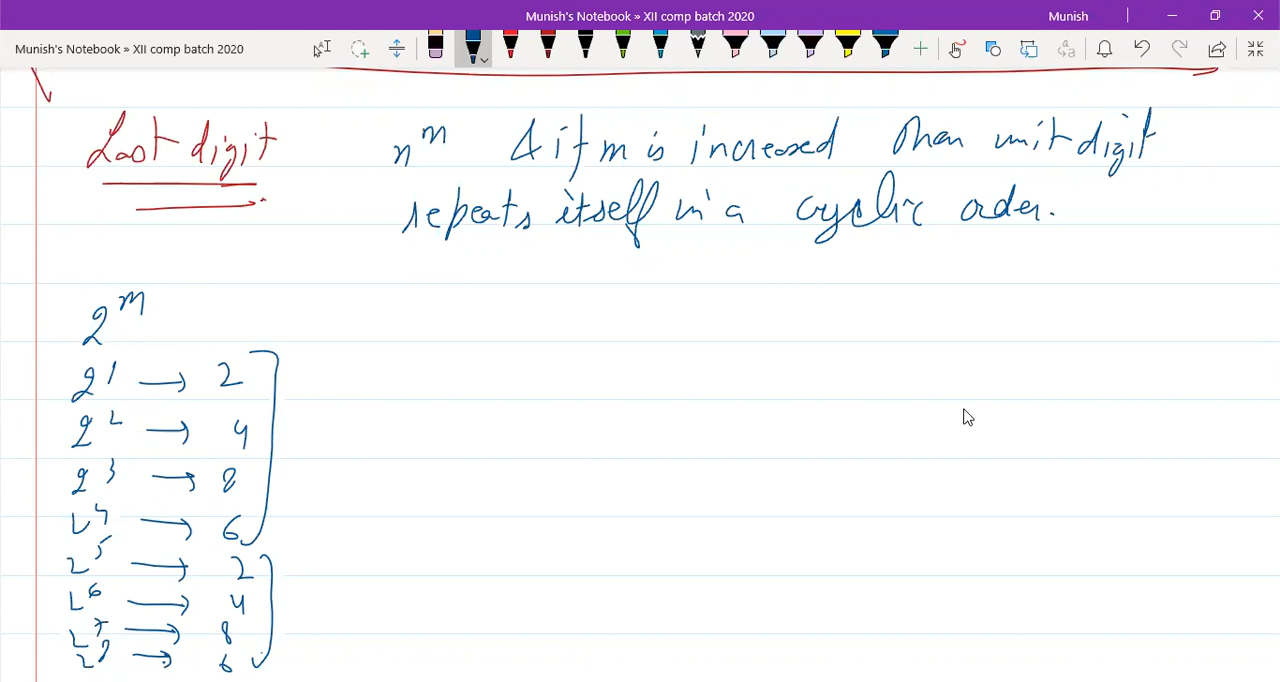 Munish's Notebook » XII comp batch 2020
Munish
Munish's Notebook » XII comp batch 2020
Last digit
n^m & if m is increased than unit digit
repeats itself in a cyclic order.
2^m
2^1 → 2
2^2 → 4
2^3 → 8
2^4 → 6
2^5 → 2
2^6 → 4
2^7 → 8
2^8 → 6